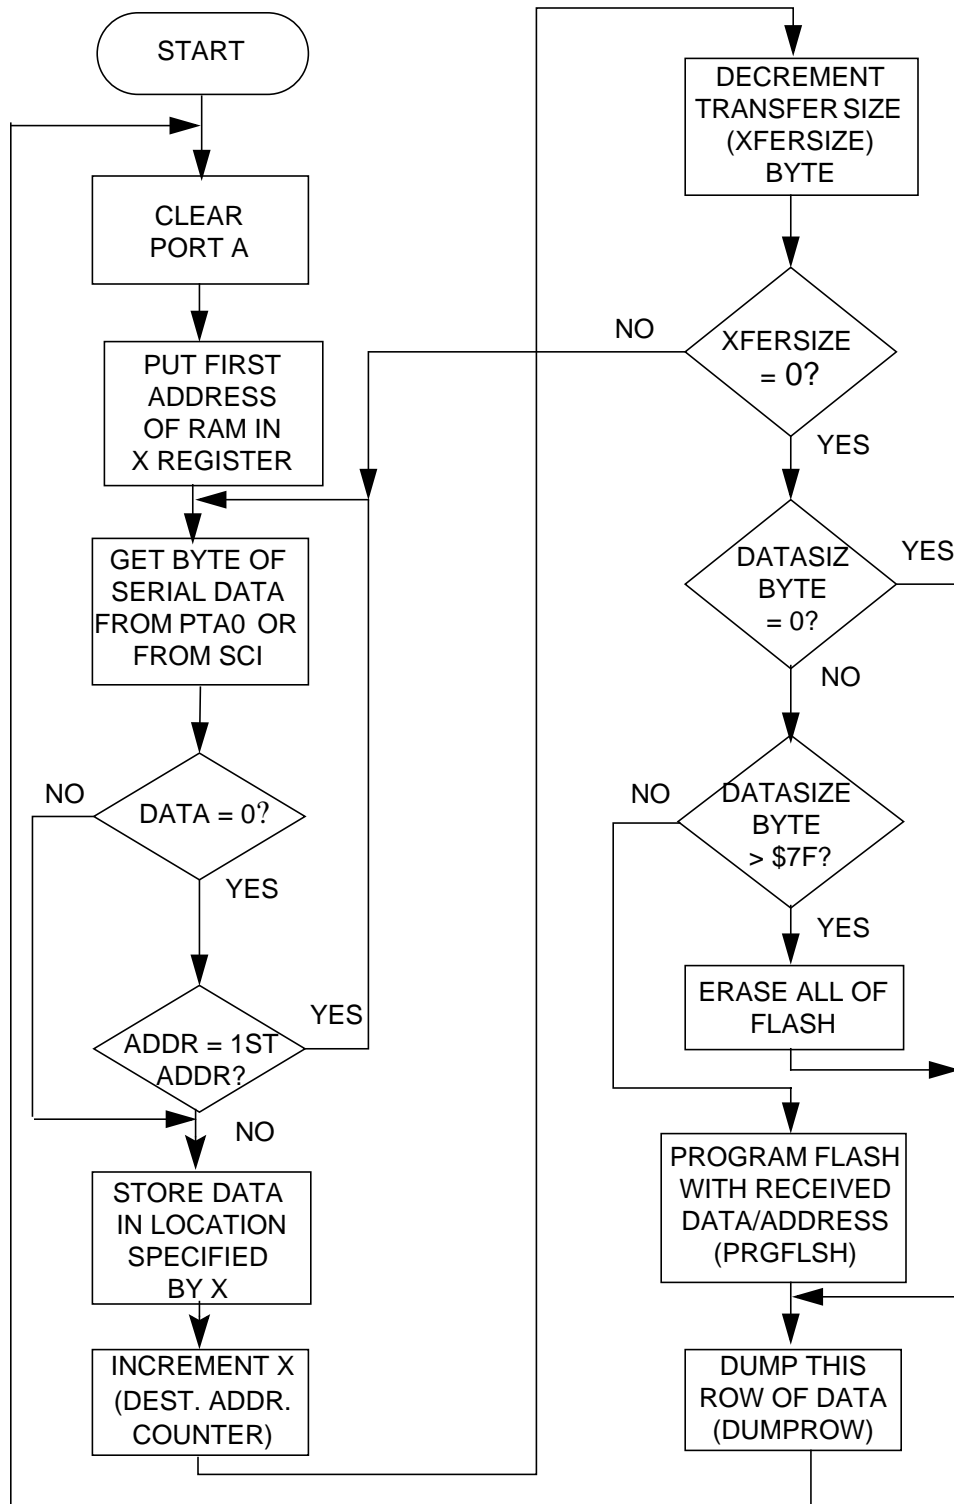 START
CLEAR
PORT A
PUT FIRST
ADDRESS
OF RAM IN
X REGISTER
GET BYTE OF
SERIAL DATA
FROM PTA0 OR
FROM SCI
NO
DATA = 0?
YES
YES
ADDR = 1ST
ADDR?
NO
STORE DATA
IN LOCATION
SPECIFIED
BY X
INCREMENT X
(DEST. ADDR.
COUNTER)
DECREMENT
TRANSFER SIZE
(XFERSIZE)
BYTE
NO
XFERSIZE
= 0?
YES
DATASIZ
BYTE
= 0?
YES
NO
NO
DATASIZE
BYTE
> $7F?
YES
ERASE ALL OF
FLASH
PROGRAM FLASH
WITH RECEIVED
DATA/ADDRESS
(PRGFLSH)
DUMP THIS
ROW OF DATA
(DUMPROW)